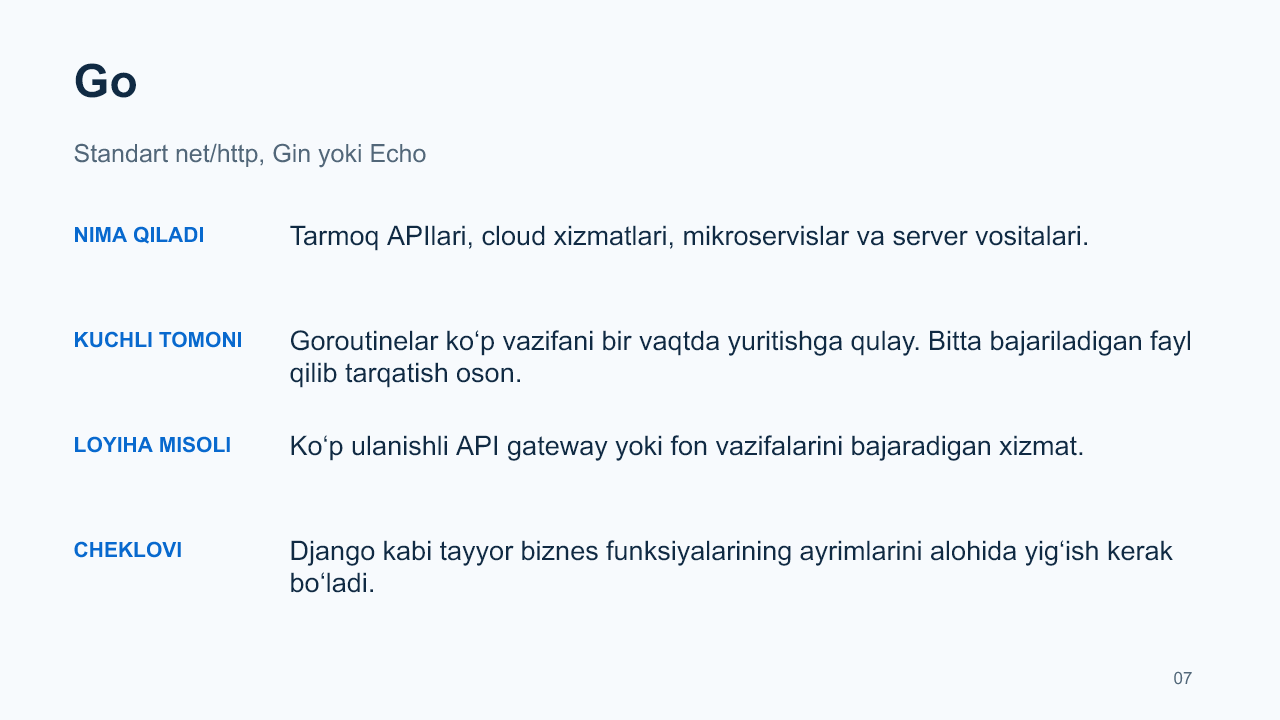 Go
Standart net/http, Gin yoki Echo
NIMA QILADI
Tarmoq APIlari, cloud xizmatlari, mikroservislar va server vositalari.
KUCHLI TOMONI
Goroutinelar ko‘p vazifani bir vaqtda yuritishga qulay. Bitta bajariladigan fayl
qilib tarqatish oson.
LOYIHA MISOLI
Ko‘p ulanishli API gateway yoki fon vazifalarini bajaradigan xizmat.
CHEKLOVI
Django kabi tayyor biznes funksiyalarining ayrimlarini alohida yig‘ish kerak
bo‘ladi.
07